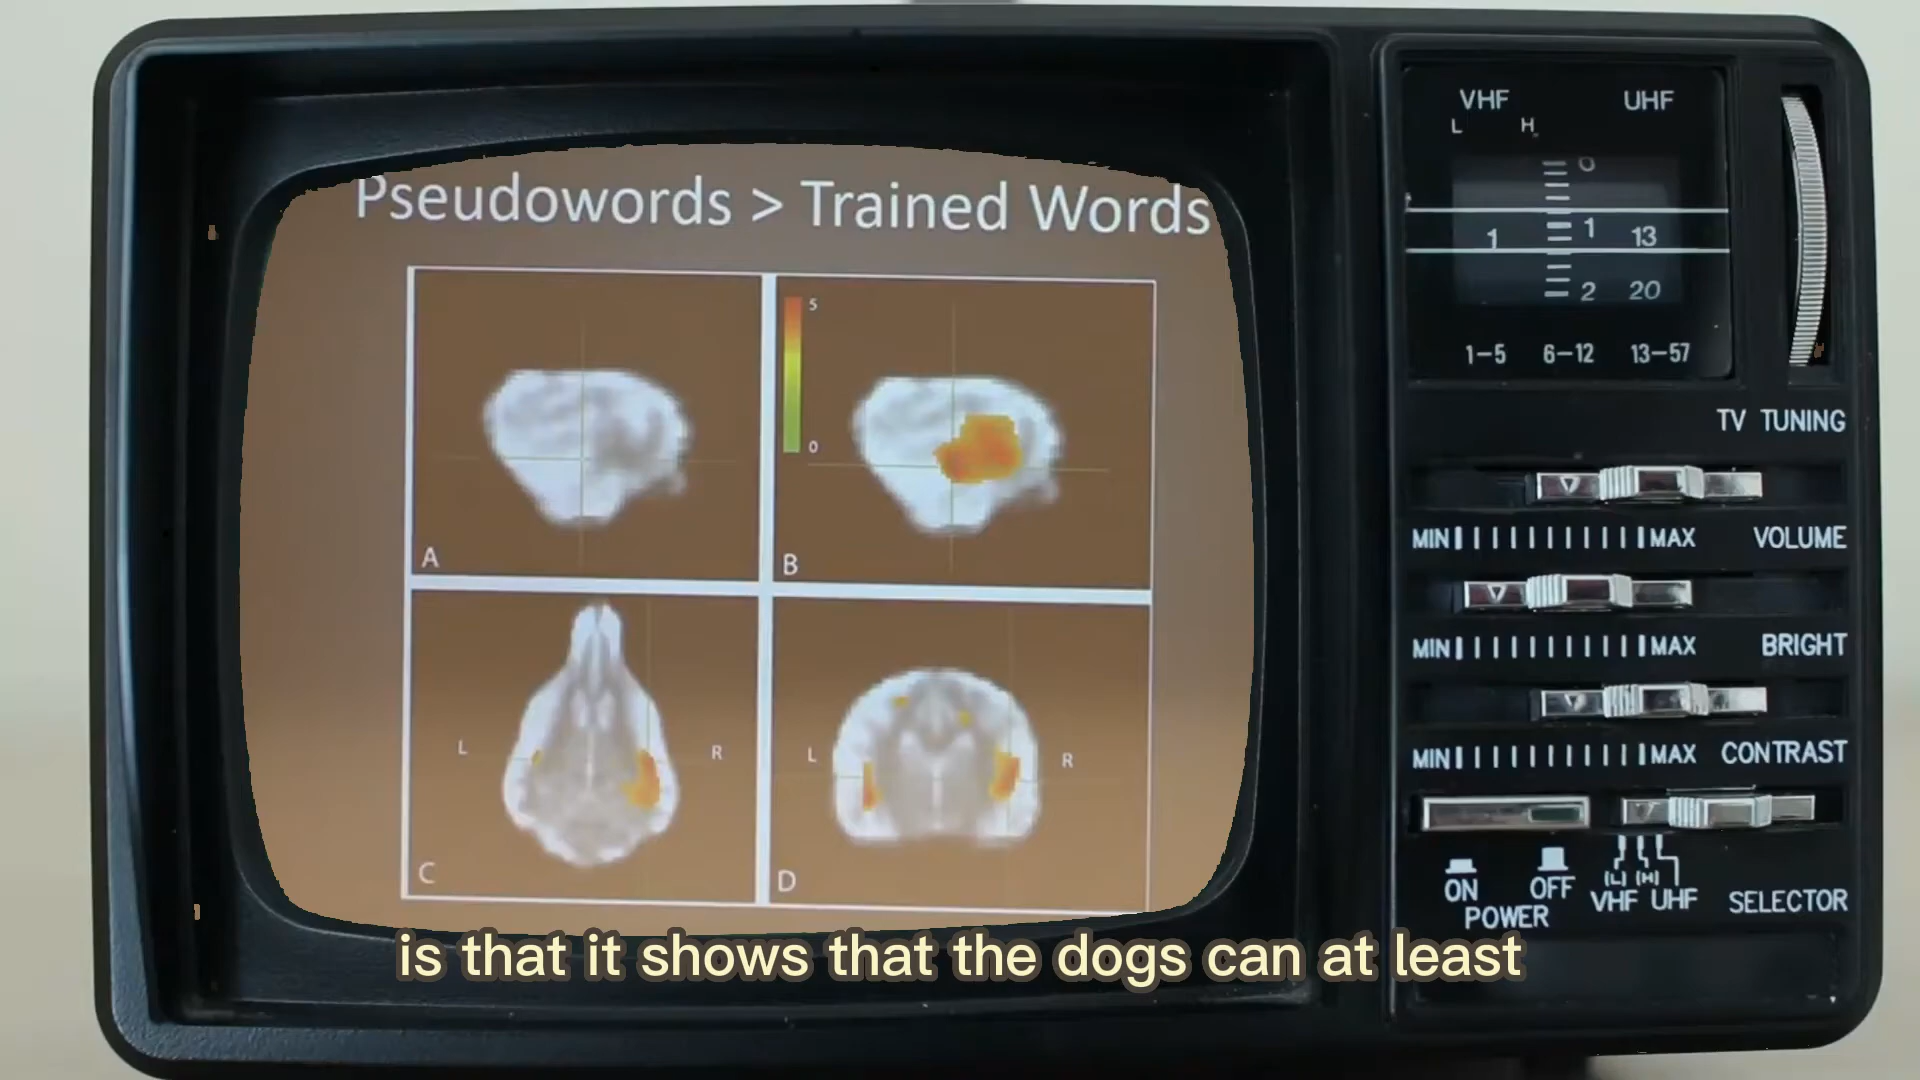 Pseudowords > Trained Words
5
0
A
B
L
R
L
R
C
D
is that it shows that the dogs can at least
VHF
UHF
L
H
0
1
1
13
2
20
1-5
6-12
13-57
TV TUNING
MIN
MAX
VOLUME
MIN
MAX
BRIGHT
MIN
MAX
CONTRAST
ON
OFF
POWER
(L)
(H)
VHF
UHF
SELECTOR